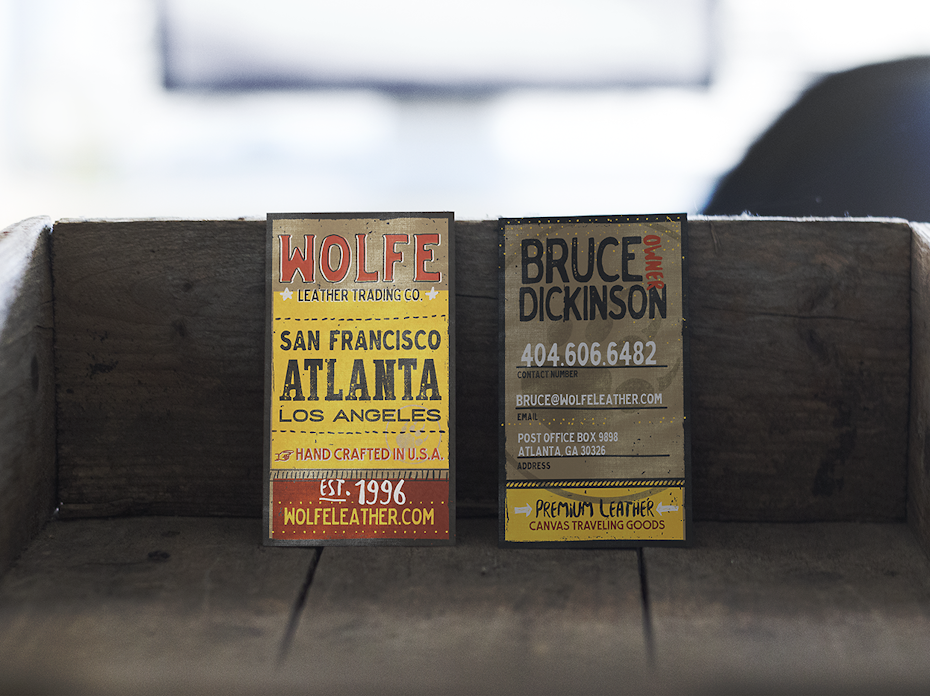 WOLFE
LEATHER TRADING CO.
SAN FRANCISCO
ATLANTA
LOS ANGELES
HAND CRAFTED IN U.S.A.
EST. 1996
WOLFELEATHER.COM
BRUCE OWNER
DICKINSON
404.606.6482
CONTACT NUMBER
BRUCE@WOLFELEATHER.COM
EMAIL
POST OFFICE BOX 9898
ATLANTA, GA 30326
ADDRESS
PREMIUM LEATHER
CANVAS TRAVELING GOODS